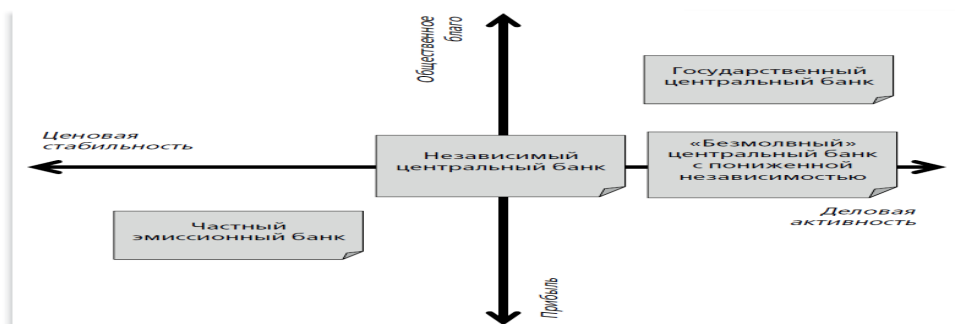 Общественное
благо
Государственный
центральный банк
Ценовая
стабильность
Независимый
центральный банк
«Безмолвный»
центральный банк
с пониженной
независимостью
Частный
эмиссионный банк
Деловая
активность
Прибыль